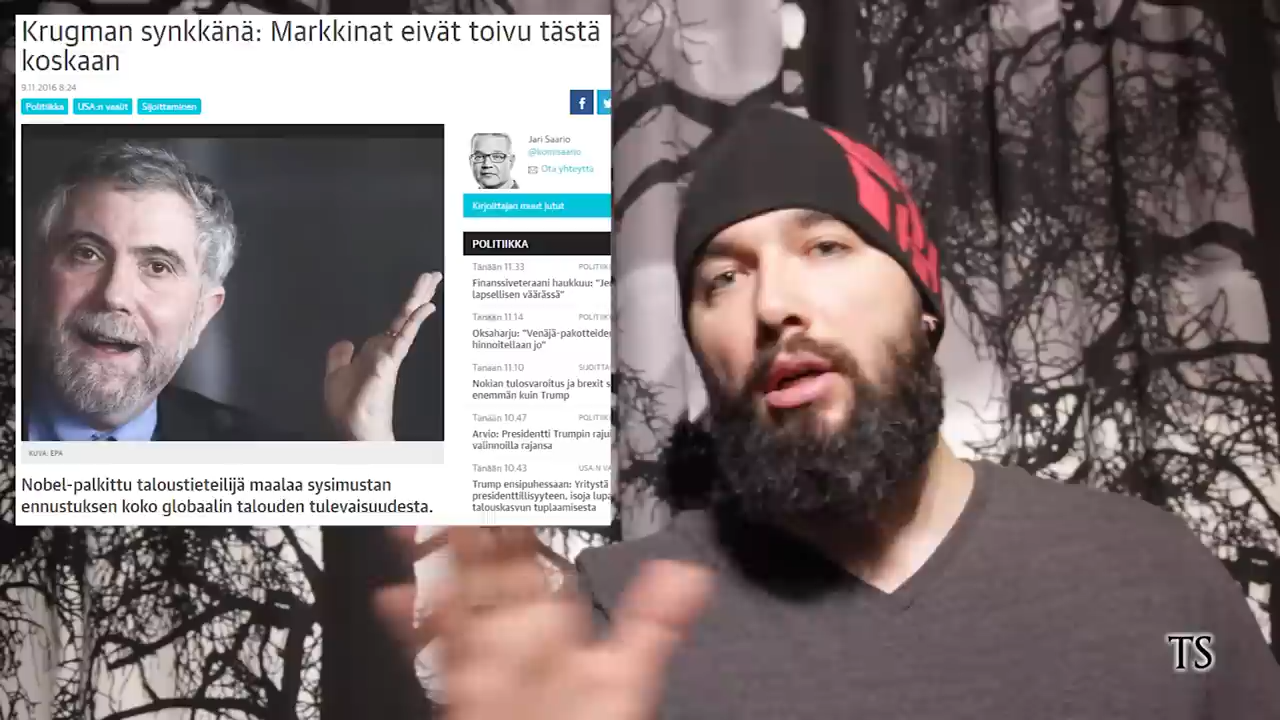 Krugman synkkänä: Markkinat eivät toivu tästä
koskaan
9.11.2016 8:24
Politiikka USA:n vaalit Sijoittaminen
Jari Saario
Ota yhteyttä
Kirjoittajan muut jutut
POLITIIKKA
Tänään 11.33
Finanssiveteraani haukkuu:
lapsellisen väärässä"
Tänään 11.14
Oksaharju:
hinnoitellaan jo"
Tänään 11.10
Nokian tulosvaroitus ja brexit s
enemmän kuin Trump
Tänään 10.47
Arvio: Presidentti Trumpin
valinnoilla rajansa
Tänään 10.43
Trump ensipuhessaan: Yritystä
presidenttillisyyteen, isoja
talouskasvun tuplaamisesta
KUVA: EPA
Nobel-palkittu taloustieteilijä maalaa sysimustan
ennustuksen koko globaalin talouden tulevaisuudesta.
TS